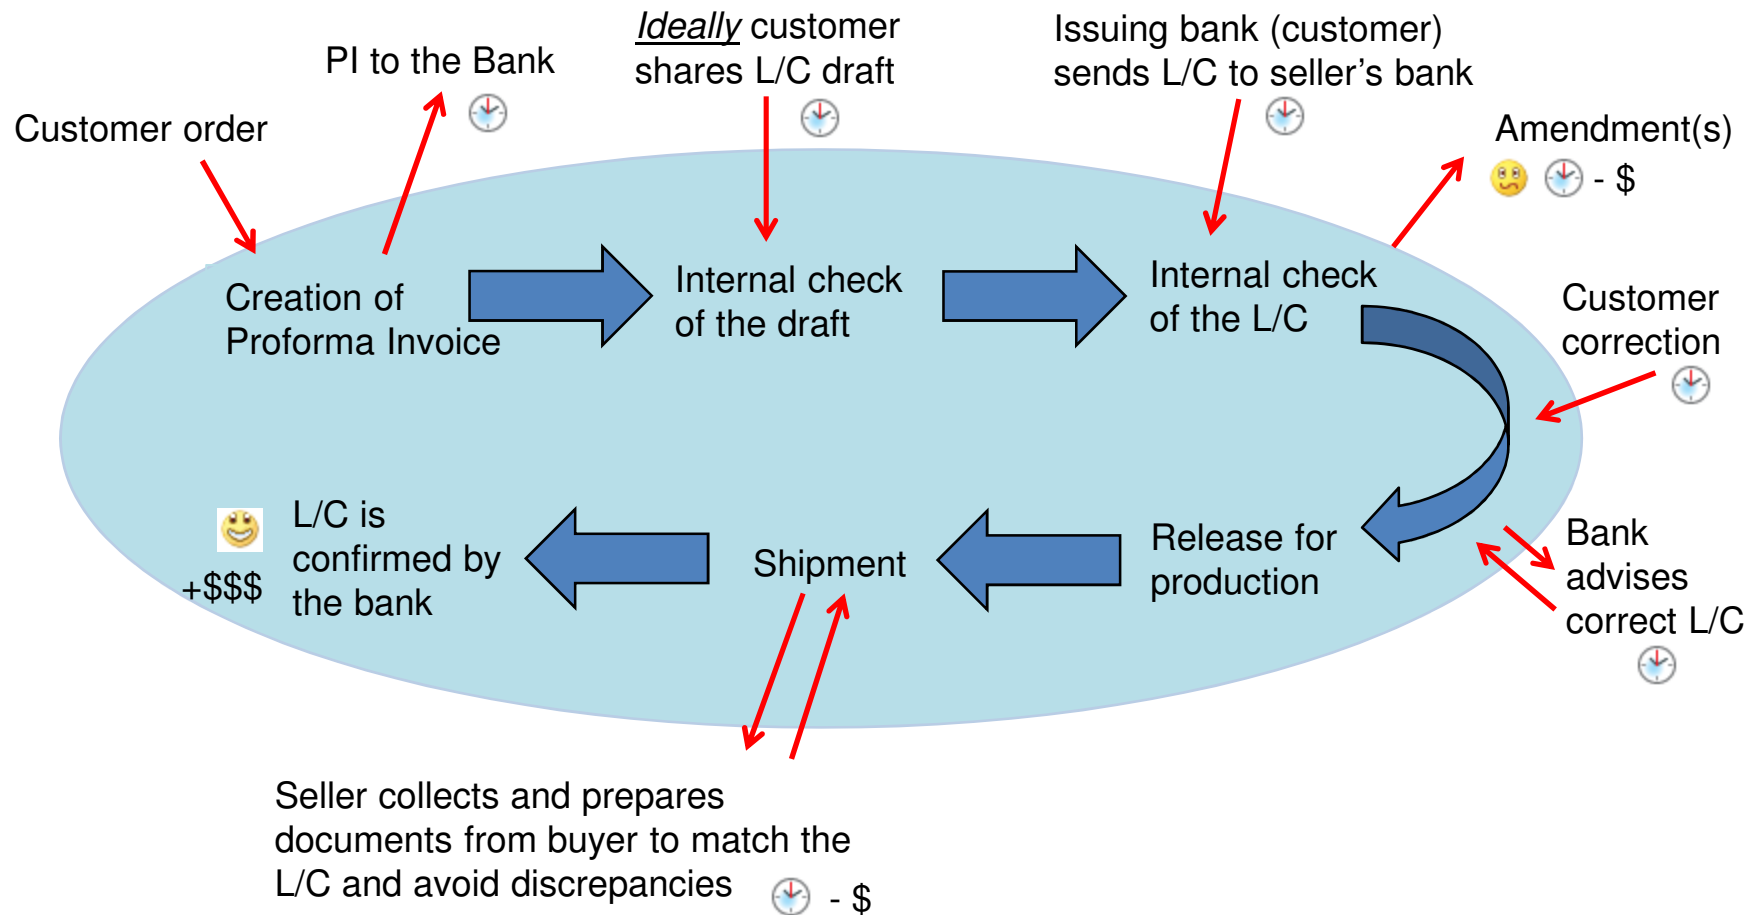 Customer order
PI to the Bank
Ideally customer
shares L/C draft
Issuing bank (customer)
sends L/C to seller’s bank
Amendment(s)
- $
Creation of
Proforma Invoice
Internal check
of the draft
Internal check
of the L/C
Customer
correction
Bank
advises
correct L/C
Release for
production
Shipment
L/C is
confirmed by
the bank
+$$$
Seller collects and prepares
documents from buyer to match the
L/C and avoid discrepancies
- $